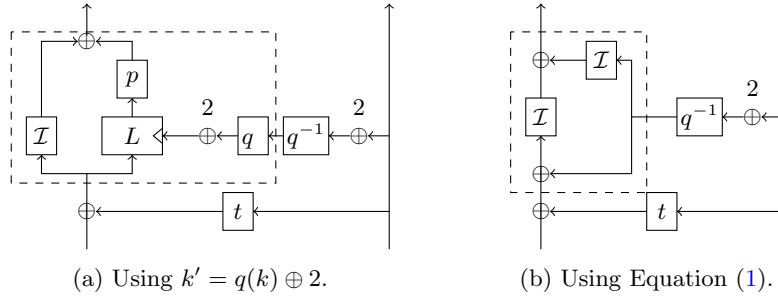 𝓘 p 2 2 L q q⁻¹ t
𝓘 2 𝓘 q⁻¹ t
(a) Using k′ = q(k) ⊕ 2.
(b) Using Equation (1).